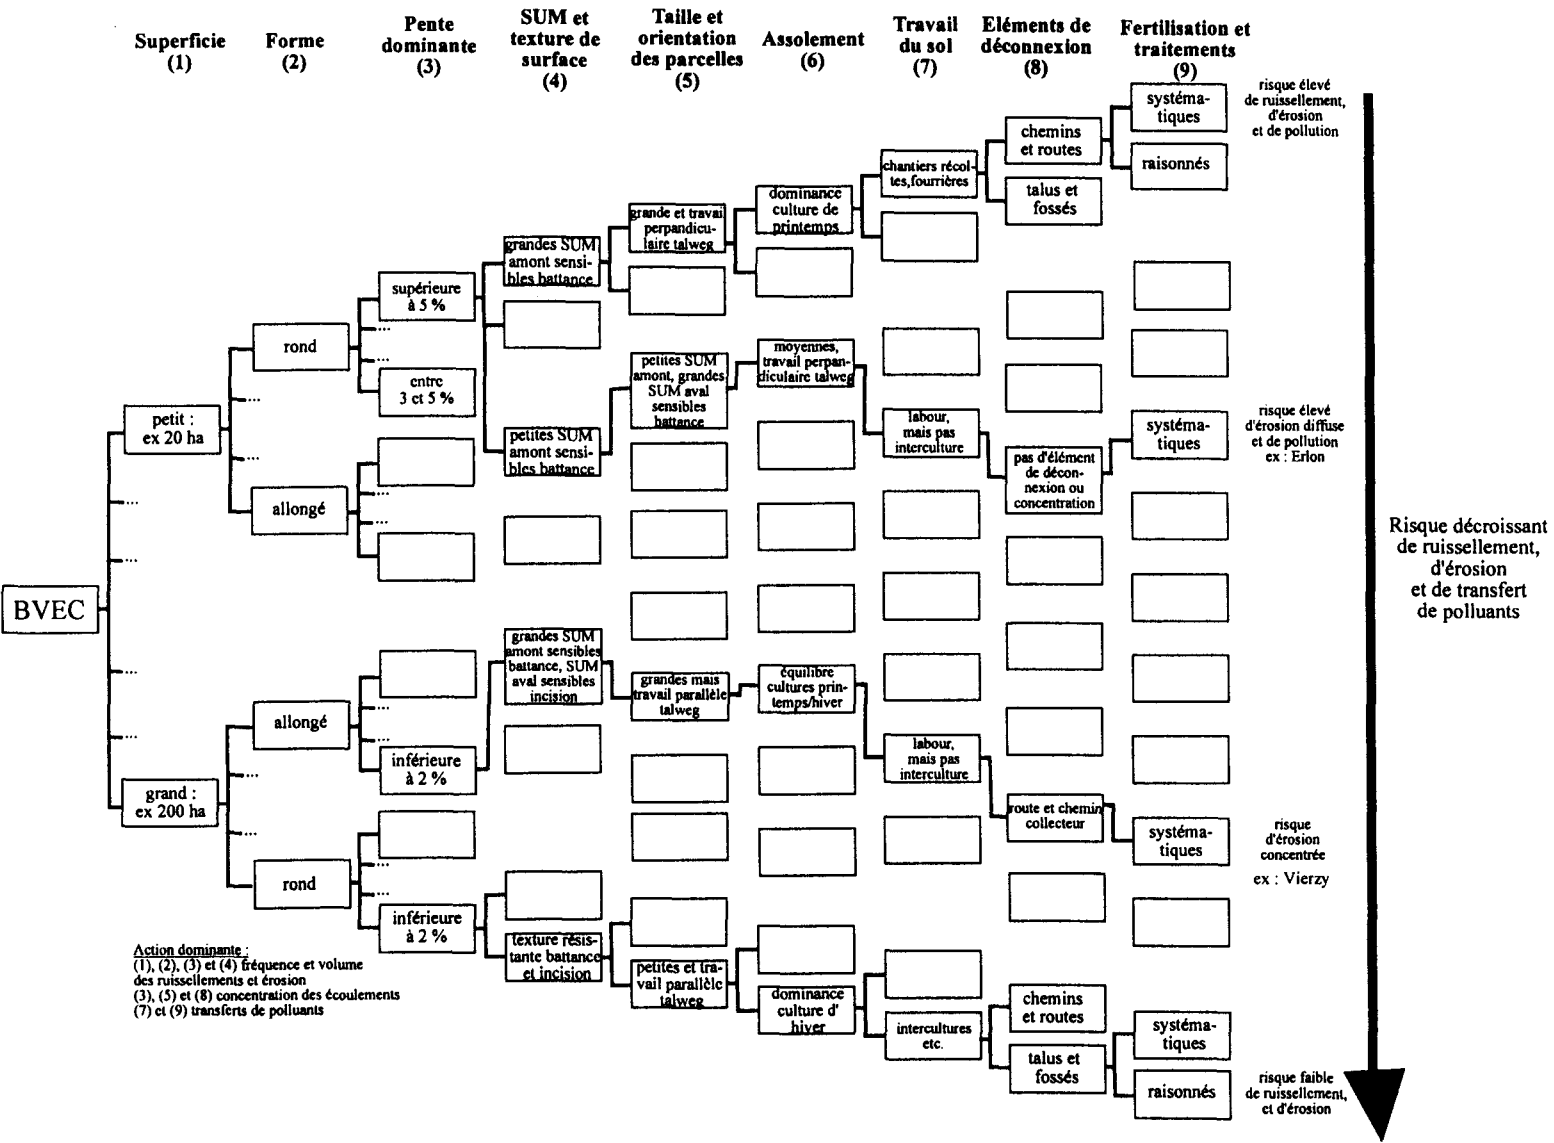 Superficie
(1)
Forme
(2)
Pente
dominante
(3)
SUM et
texture de
surface
(4)
Taille et
orientation
des parcelles
(5)
Assolement
(6)
Travail
du sol
(7)
Eléments de
déconnexion
(8)
Fertilisation et
traitements
(9)
systéma-
tiques
risque élevé
de ruissellement,
d'érosion
et de pollution
chemins
et routes
raisonnés
chantiers récol-
tes,fourrières
talus et
fossés
dominance
culture de
printemps
grande et travail
perpandicu-
laire talweg
grandes SUM
amont sensi-
bles battance
supérieure
à 5 %
...
...
rond
entre
3 et 5 %
...
petit :
ex 20 ha
...
petites SUM
amont sensi-
bles battance
petites SUM
amont, grandes
SUM aval
sensibles
battance
moyennes,
travail perpan-
diculaire talweg
labour,
mais pas
interculture
pas d'élément
de décon-
nexion ou
concentration
systéma-
tiques
risque élevé
d'érosion diffuse
et de pollution
ex : Erlon
allongé
...
...
...
...
BVEC
Risque décroissant
de ruissellement,
d'érosion
et de transfert
de polluants
...
...
grandes SUM
amont sensibles
battance, SUM
aval sensibles
incision
grandes mais
travail parallèle
talweg
équilibre
cultures prin-
temps/hiver
allongé
...
...
inférieure
à 2 %
labour,
mais pas
interculture
...
grand :
ex 200 ha
...
route et chemin
collecteur
systéma-
tiques
risque
d'érosion
concentrée
ex : Vierzy
rond
...
...
inférieure
à 2 %
texture résis-
tante battance
et incision
petites et tra-
vail parallèle
talweg
dominance
culture d'
hiver
intercultures
etc.
chemins
et routes
talus et
fossés
systéma-
tiques
raisonnés
risque faible
de ruissellement,
et d'érosion
Action dominante :
(1), (2), (3) et (4) fréquence et volume
des ruissellements et érosion
(3), (5) et (8) concentration des écoulements
(7) et (9) transferts de polluants